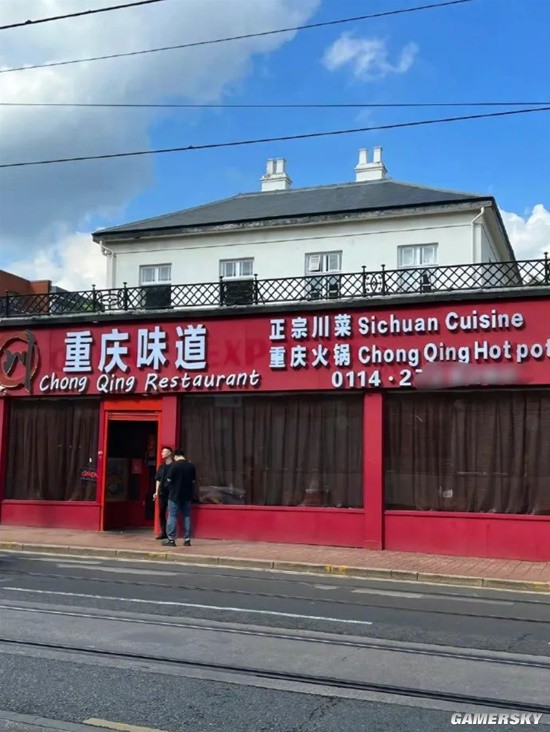 川
重庆味道
Chong Qing Restaurant
正宗川菜 Sichuan Cuisine
重庆火锅 Chong Qing Hot pot
0114 · 2
GAMERSKY